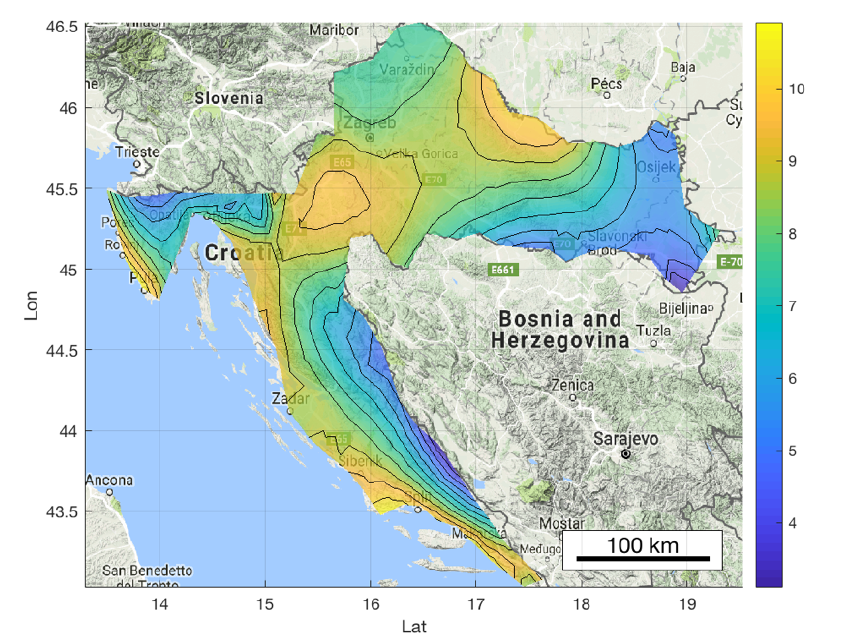 46.5
46
45.5
45
44.5
44
43.5
Lon
14
15
16
17
18
19
Lat
10
9
8
7
6
5
4
Maribor
Varaždin
Slovenia
Pécs
Baja
Zagreb
Velika Gorica
Trieste
E65
E70
Osijek
Opatija
Croatia
Slavonski
Brod
E70
E-70
E661
Bijeljina
Bosnia and
Herzegovina
Tuzla
Zadar
Zenica
Sarajevo
Šibenik
Split
Ancona
Mostar
100 km
San Benedetto
del Tronto